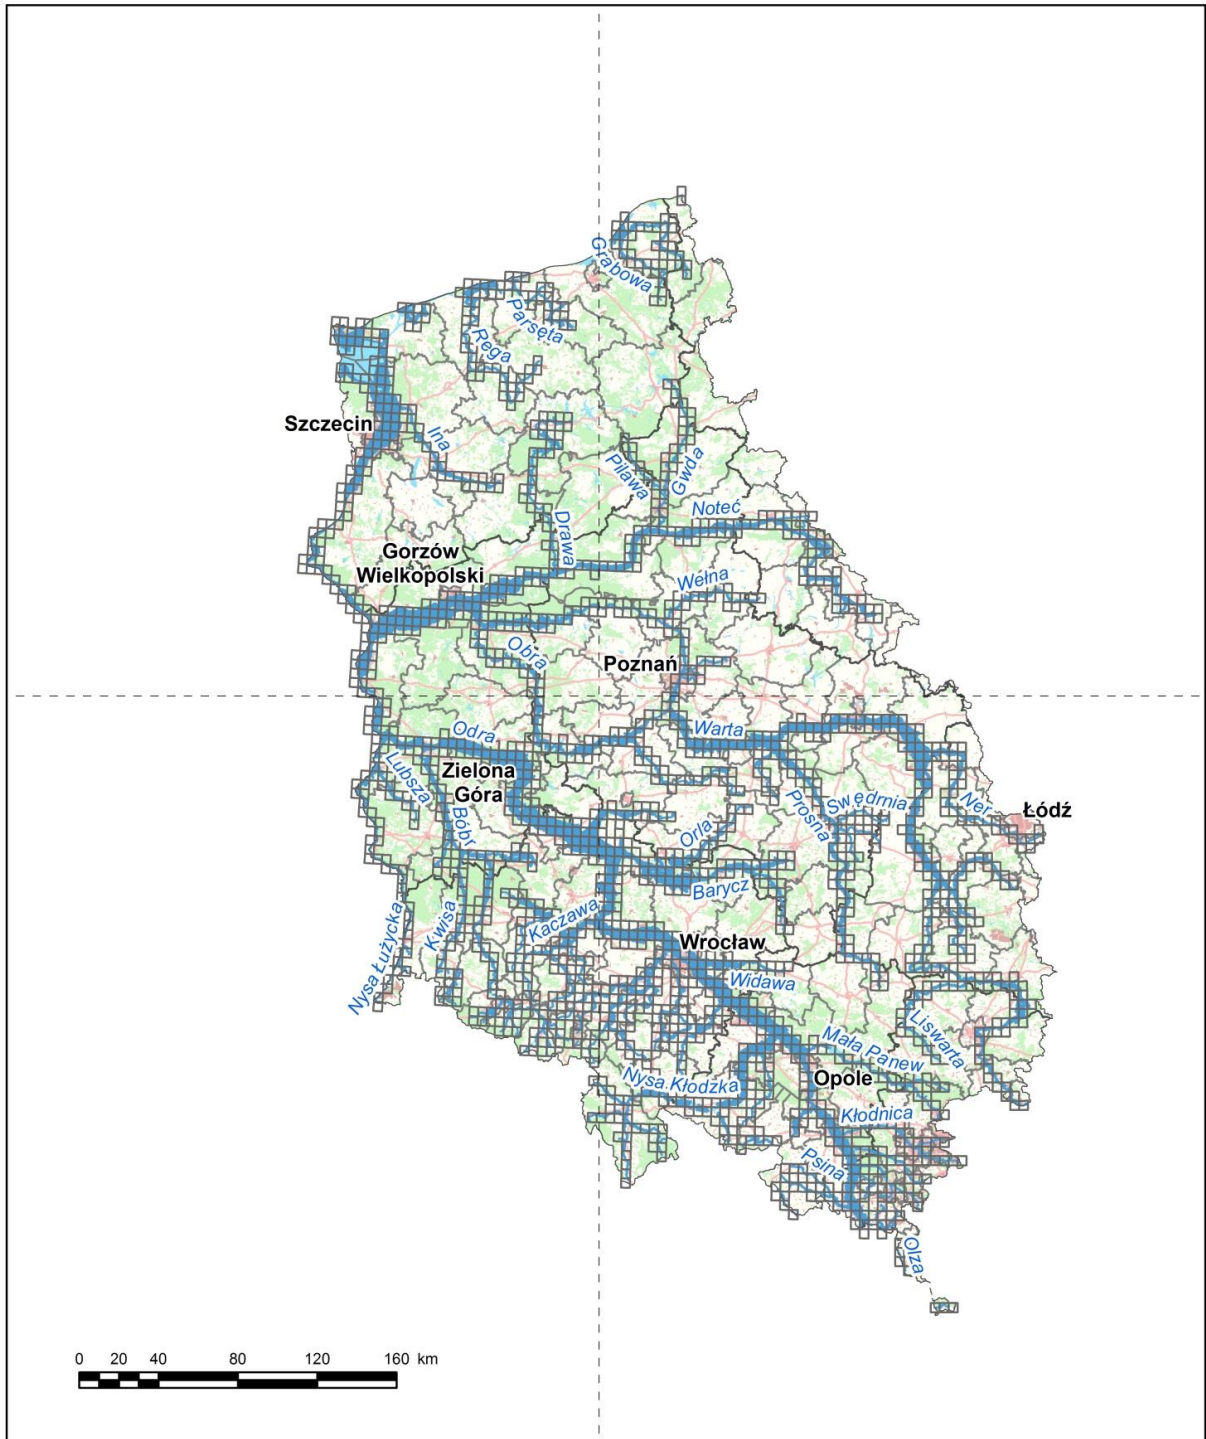 Grabowa
Parsęta
Rega
Szczecin
Ina
Piława
Gwda
Noteć
Drawa
Gorzów
Wielkopolski
Wełna
Obra
Poznań
Odra
Warta
Lubsza
Zielona
Góra
Bóbr
Prosna
Swędrnia
Ner
Łódź
Orla
Barycz
Nysa Łużycka
Kwisa
Kaczawa
Wrocław
Widawa
Liswarta
Mała Panew
Nysa Kłodzka
Opole
Kłodnica
Psina
Olza
0 20 40 80 120 160 km